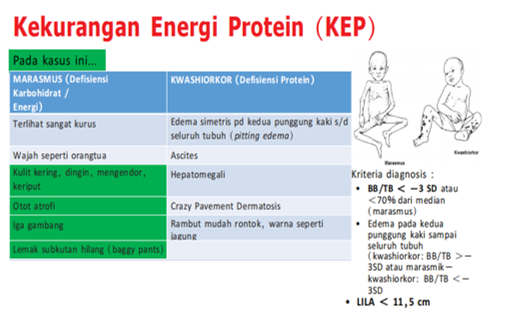 Kekurangan Energi Protein (KEP)
Pada kasus ini...
MARASMUS (Defisiensi
Karbohidrat /
Energi)
KWASHIORKOR (Defisiensi Protein)
Terlihat sangat kurus
Edema simetris pd kedua punggung kaki s/d
seluruh tubuh (pitting edema)
Wajah seperti orangtua
Ascites
Kulit kering, dingin, mengendor,
keriput
Hepatomegali
Otot atrofi
Crazy Pavement Dermatosis
Iga gambang
Rambut mudah rontok, warna seperti
jagung
Lemak subkutan hilang (baggy pants)
Marasmus
Kwashiorkor
Kriteria diagnosis :
• BB/TB < −3 SD atau
<70% dari median
(marasmus)
• Edema pada kedua
punggung kaki sampai
seluruh tubuh
(kwashiorkor: BB/TB >−
3SD atau marasmik−
kwashiorkor: BB/TB <−
3SD
• LILA < 11,5 cm